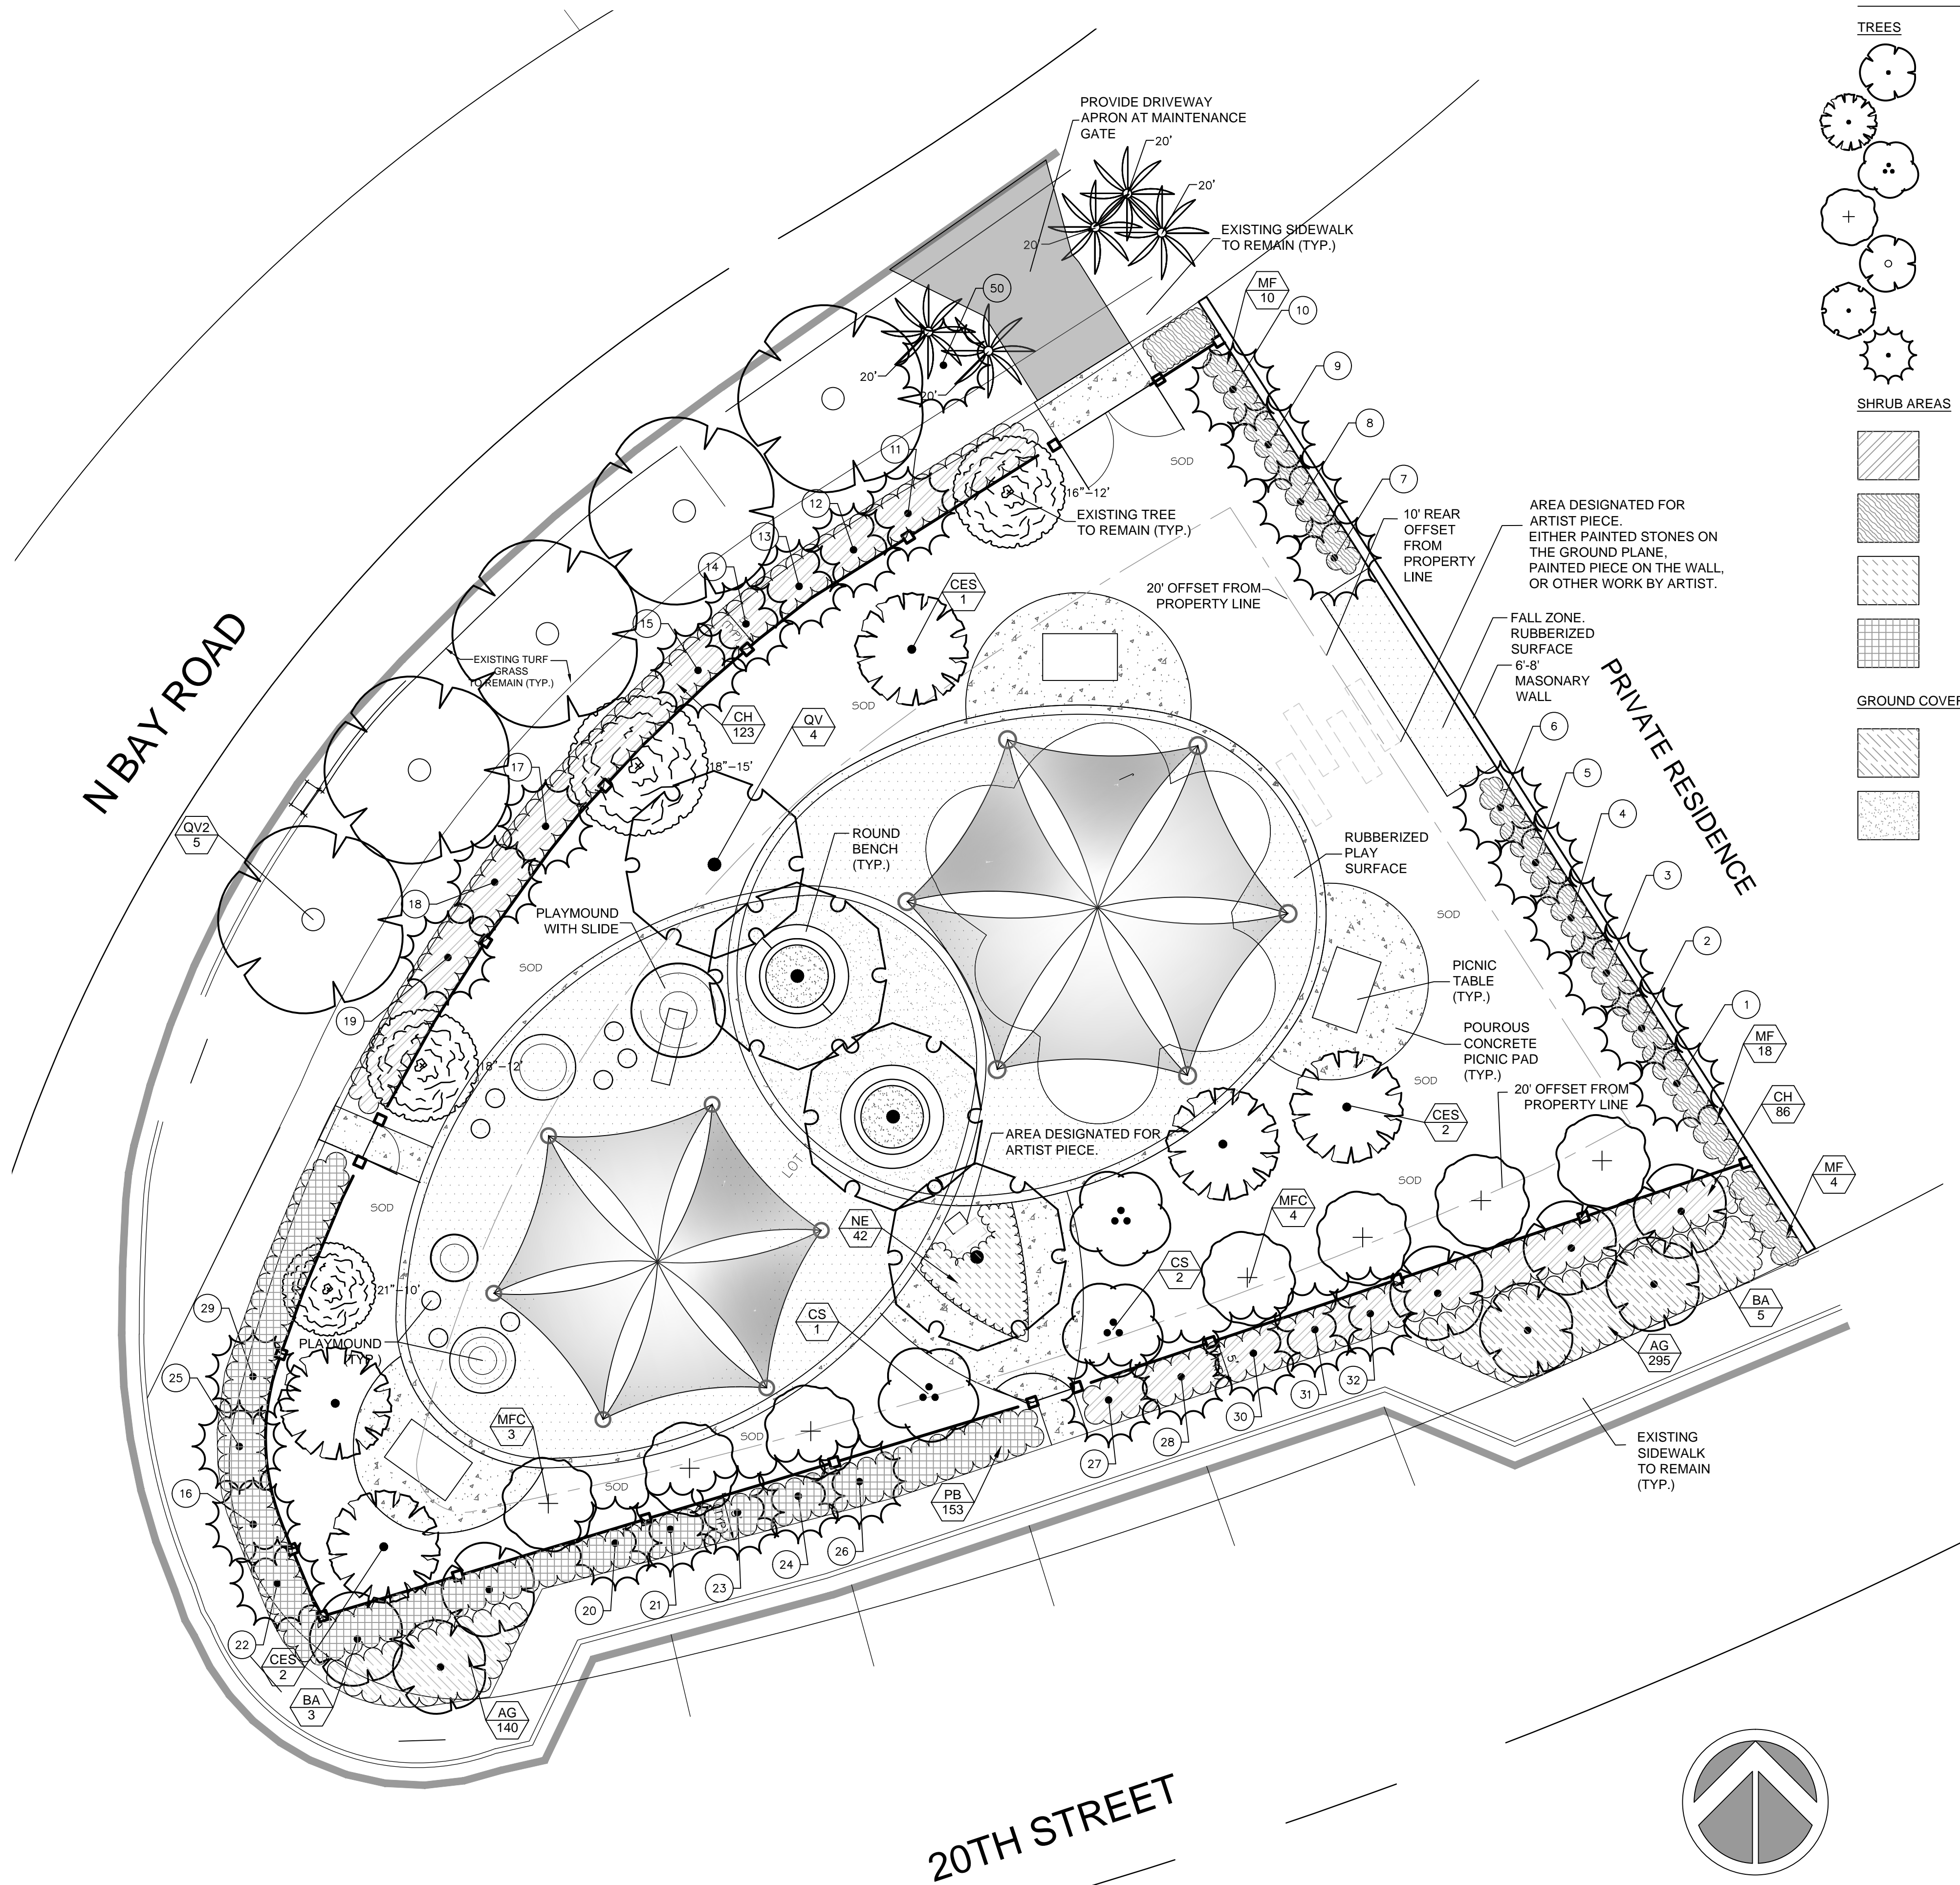 TREES
PROVIDE DRIVEWAY
APRON AT MAINTENANCE
GATE
20'
20'
20
EXISTING SIDEWALK
TO REMAIN (TYP.)
MF
10
50
10
20'
20'
9
8
7
SHRUB AREAS
11
SOD
16"-12'
12
EXISTING TREE
TO REMAIN (TYP.)
10' REAR
OFFSET
FROM
PROPERTY
LINE
AREA DESIGNATED FOR
ARTIST PIECE.
EITHER PAINTED STONES ON
THE GROUND PLANE,
PAINTED PIECE ON THE WALL,
OR OTHER WORK BY ARTIST.
13
14
CES
1
20' OFFSET FROM
PROPERTY LINE
15
FALL ZONE.
RUBBERIZED
SURFACE
6'-8'
MASONARY
WALL
EXISTING TURF
GRASS
TO REMAIN (TYP.)
N BAY ROAD
PRIVATE RESIDENCE
GROUND COVER
SOD
CH
123
QV
4
6
17
18"-15'
5
4
QV2
5
ROUND
BENCH
(TYP.)
RUBBERIZED
PLAY
SURFACE
3
18
PLAYMOUND
WITH SLIDE
SOD
SOD
2
PICNIC
TABLE
(TYP.)
1
19
POUROUS
CONCRETE
PICNIC PAD
(TYP.)
MF
18
18"-12'
SOD
20' OFFSET FROM
PROPERTY LINE
CH
86
CES
2
AREA DESIGNATED FOR
ARTIST PIECE.
LOT
SOD
MF
4
SOD
NE
42
MFC
4
CS
2
21"-10'
29
CS
1
BA
5
PLAYMOUND
(TYP.)
AG
295
25
5'
32
31
30
MFC
3
SOD
28
27
EXISTING
SIDEWALK
TO REMAIN
(TYP.)
16
SOD
PB
153
26
24
23
21
20
22
CES
2
BA
3
AG
140
20TH STREET